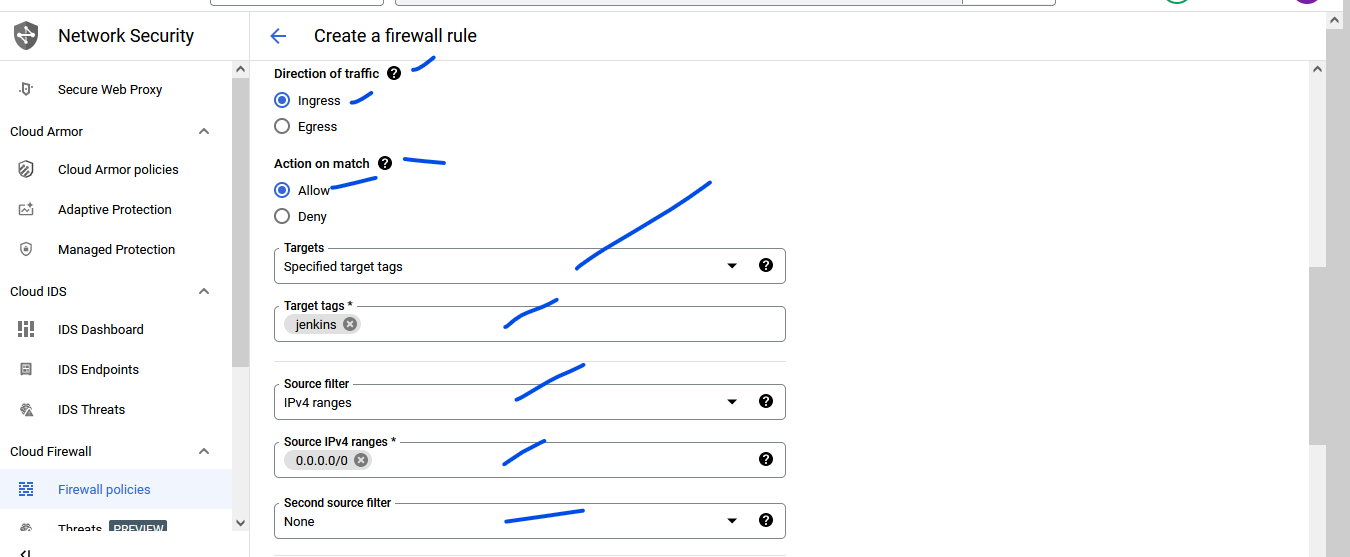 Network Security
Create a firewall rule
Secure Web Proxy
Cloud Armor
Cloud Armor policies
Adaptive Protection
Managed Protection
Cloud IDS
IDS Dashboard
IDS Endpoints
IDS Threats
Cloud Firewall
Firewall policies
Threats PREVIEW
Direction of traffic
Ingress
Egress
Action on match
Allow
Deny
Targets
Specified target tags
Target tags *
jenkins
Source filter
IPv4 ranges
Source IPv4 ranges *
0.0.0.0/0
Second source filter
None